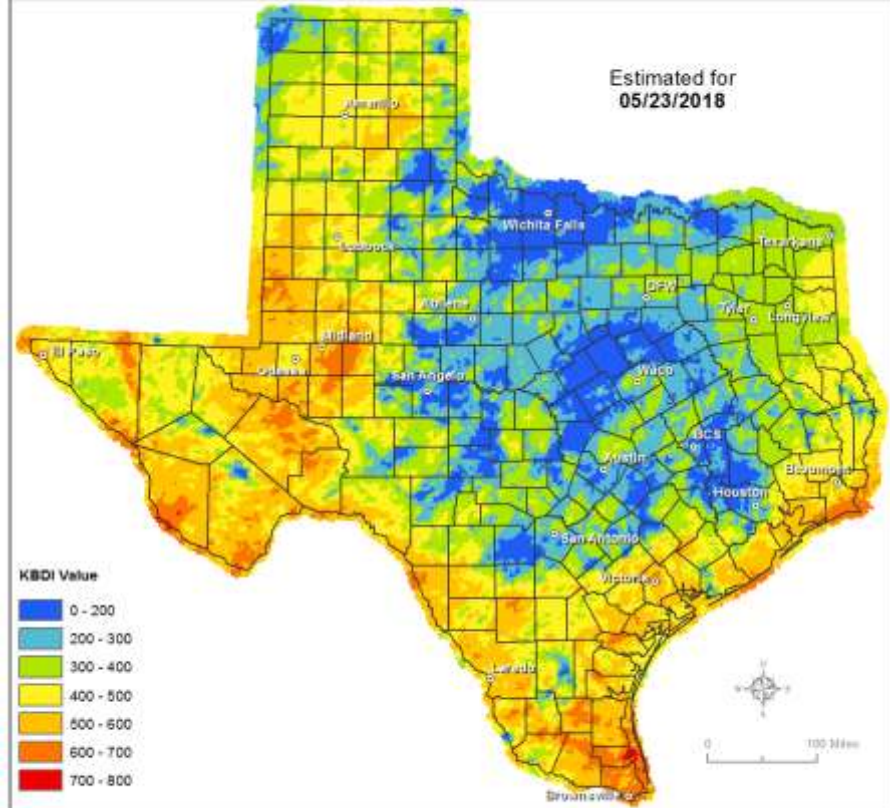 Estimated for
05/23/2018
Amarillo
Wichita Falls
Lubbock
Texarkana
Abilene
DFW
Tyler
Longview
El Paso
Midland
Odessa
San Angelo
Waco
BCS
Austin
Beaumont
Houston
San Antonio
Victoria
Laredo
Brownsville
KBDI Value
0 - 200
200 - 300
300 - 400
400 - 500
500 - 600
600 - 700
700 - 800
N
W
E
S
0
100 Miles